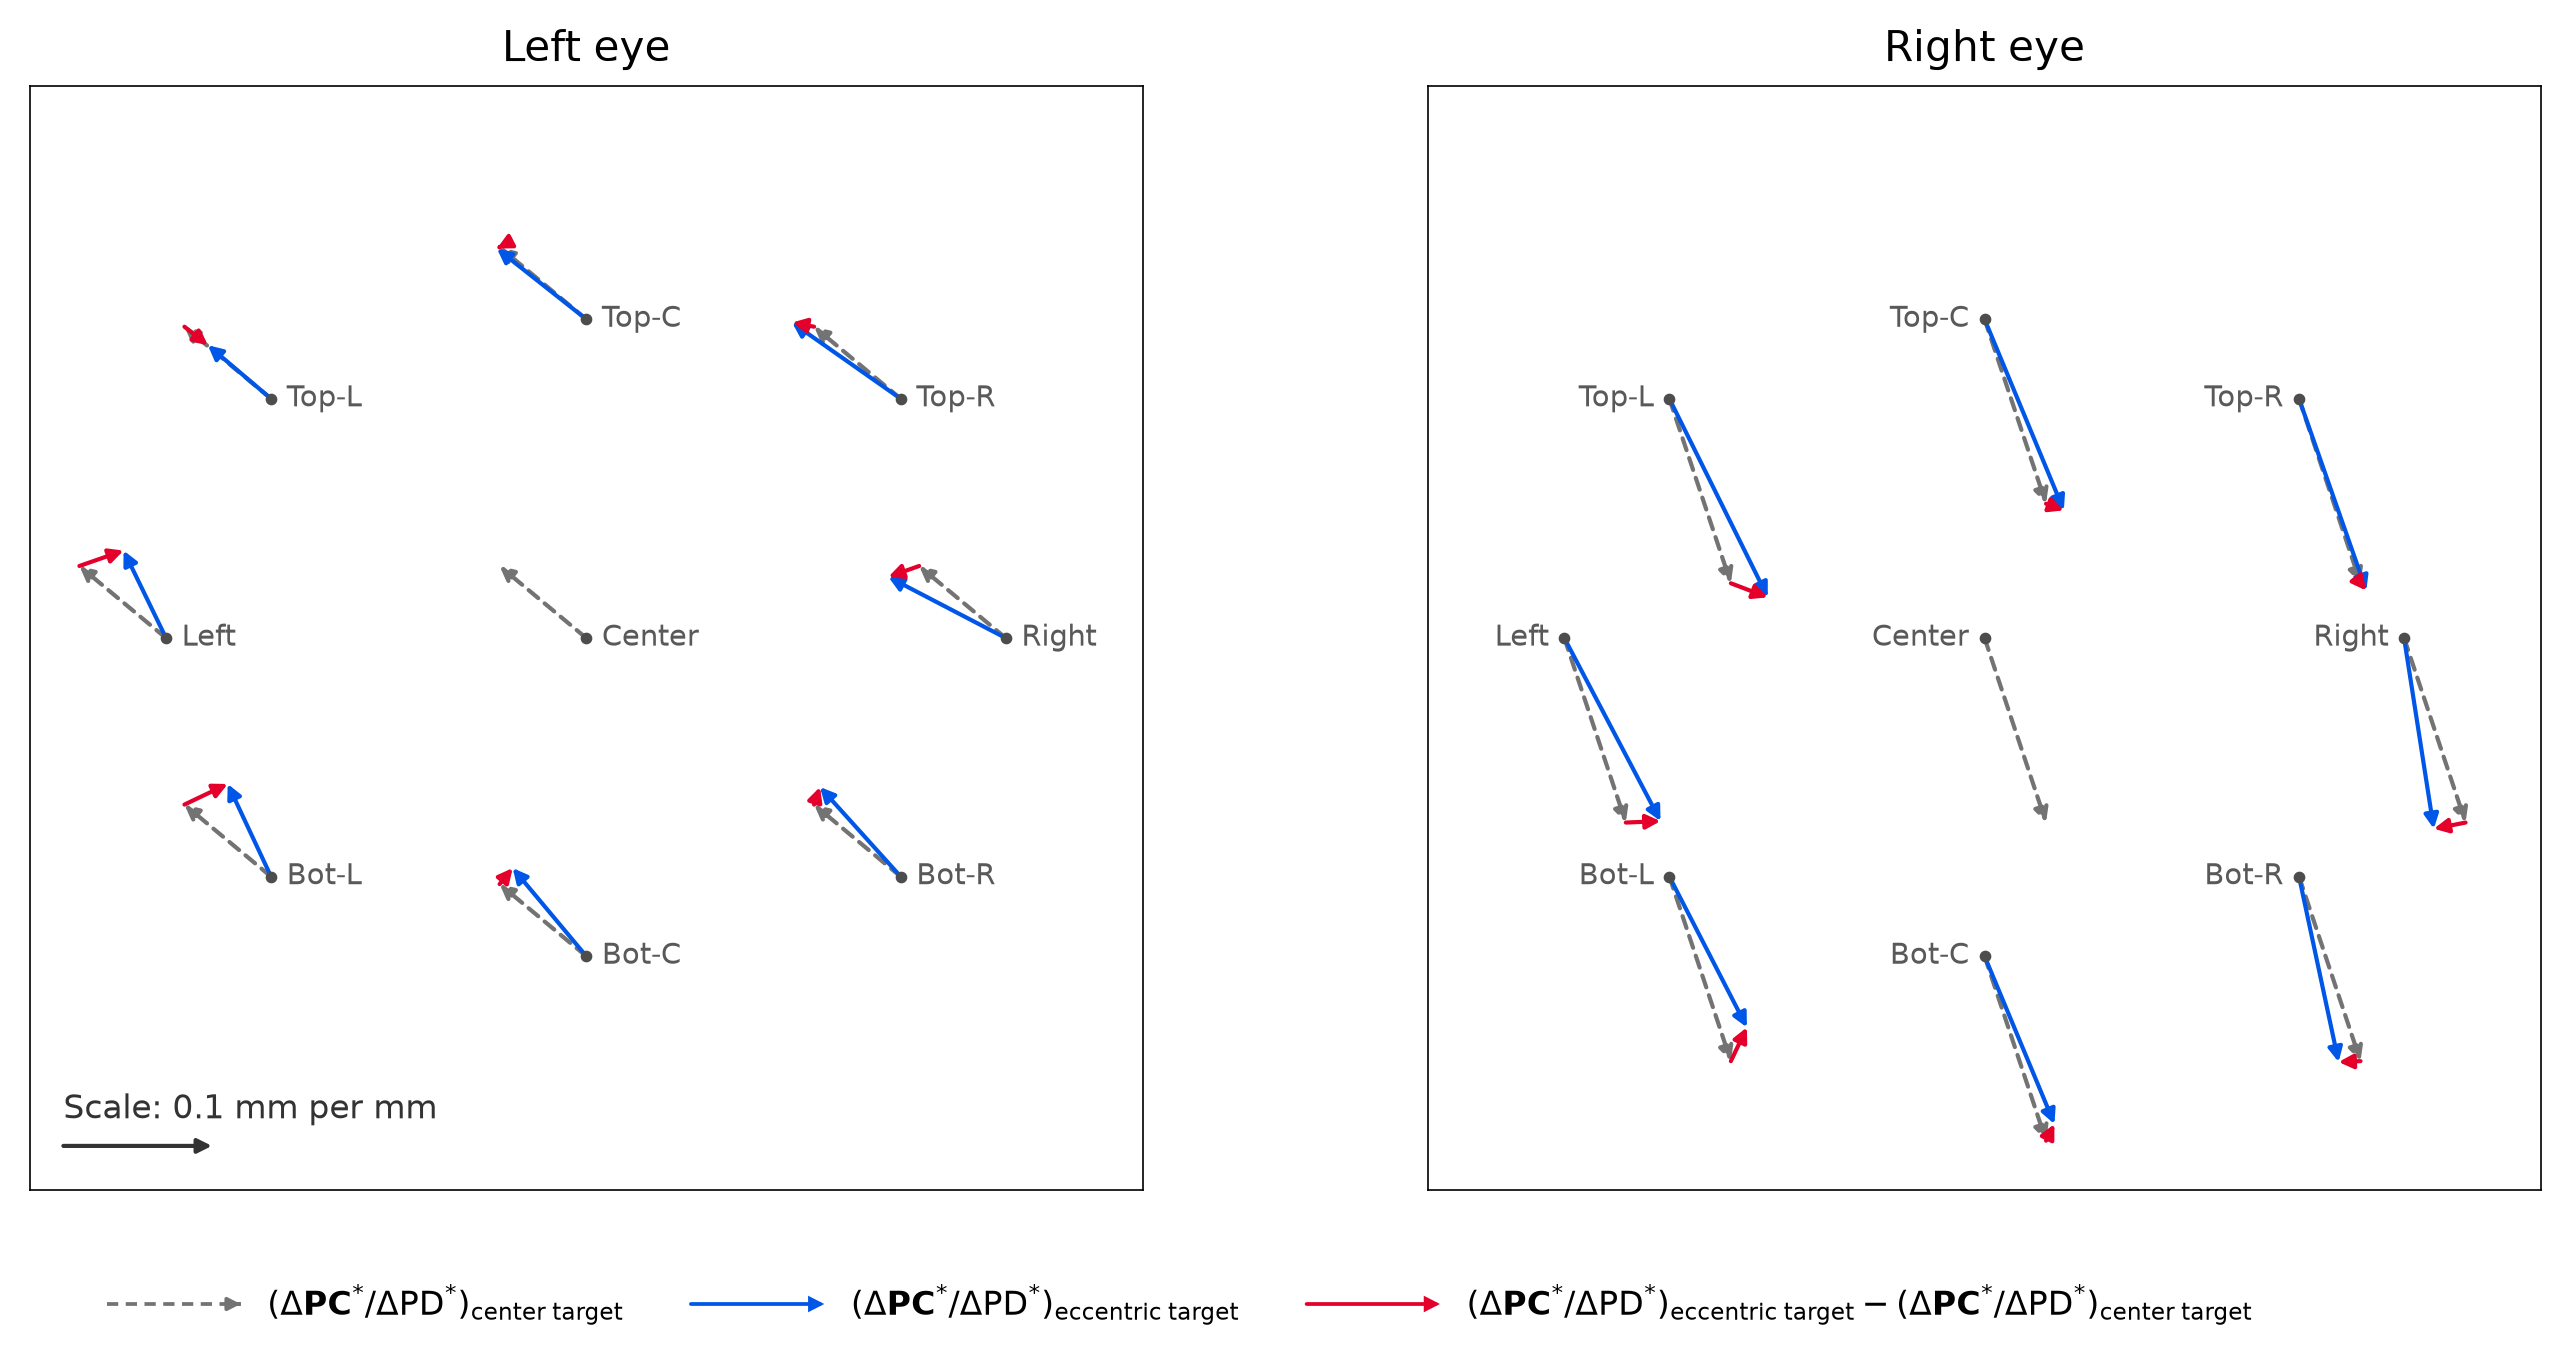 Left eye
Right eye
Top-C
Top-L
Top-R
Left
Center
Right
Bot-L
Bot-R
Bot-C
Scale: 0.1 mm per mm
Top-C
Top-L
Top-R
Left
Center
Right
Bot-L
Bot-R
Bot-C
(ΔPC*/ΔPD*)center target
(ΔPC*/ΔPD*)eccentric target
(ΔPC*/ΔPD*)eccentric target − (ΔPC*/ΔPD*)center target